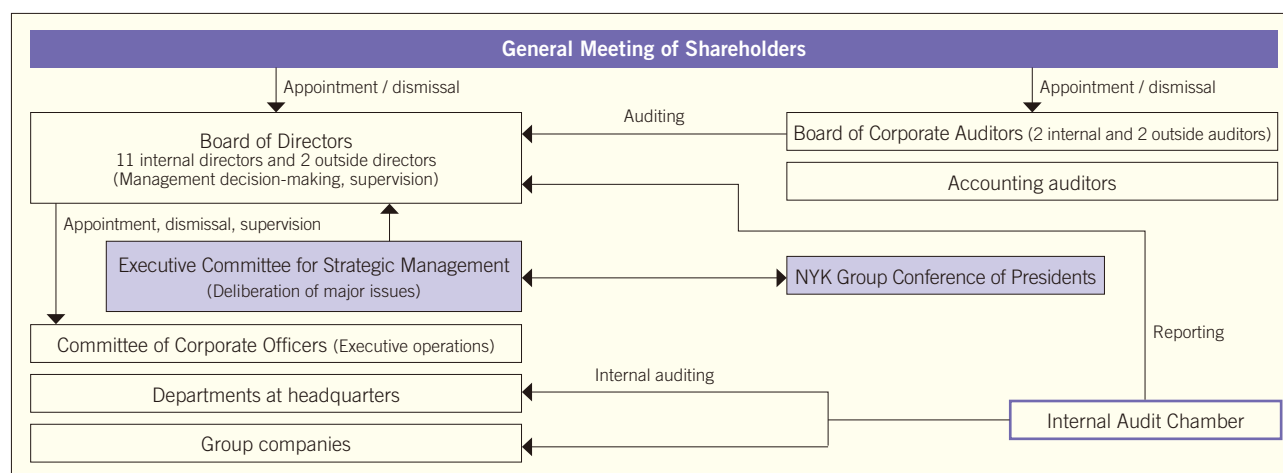 General Meeting of Shareholders
Appointment / dismissal
Appointment / dismissal
Board of Directors
11 internal directors and 2 outside directors
(Management decision-making, supervision)
Auditing
Board of Corporate Auditors (2 internal and 2 outside auditors)
Accounting auditors
Appointment, dismissal, supervision
Executive Committee for Strategic Management
(Deliberation of major issues)
NYK Group Conference of Presidents
Committee of Corporate Officers (Executive operations)
Reporting
Departments at headquarters
Internal auditing
Internal Audit Chamber
Group companies